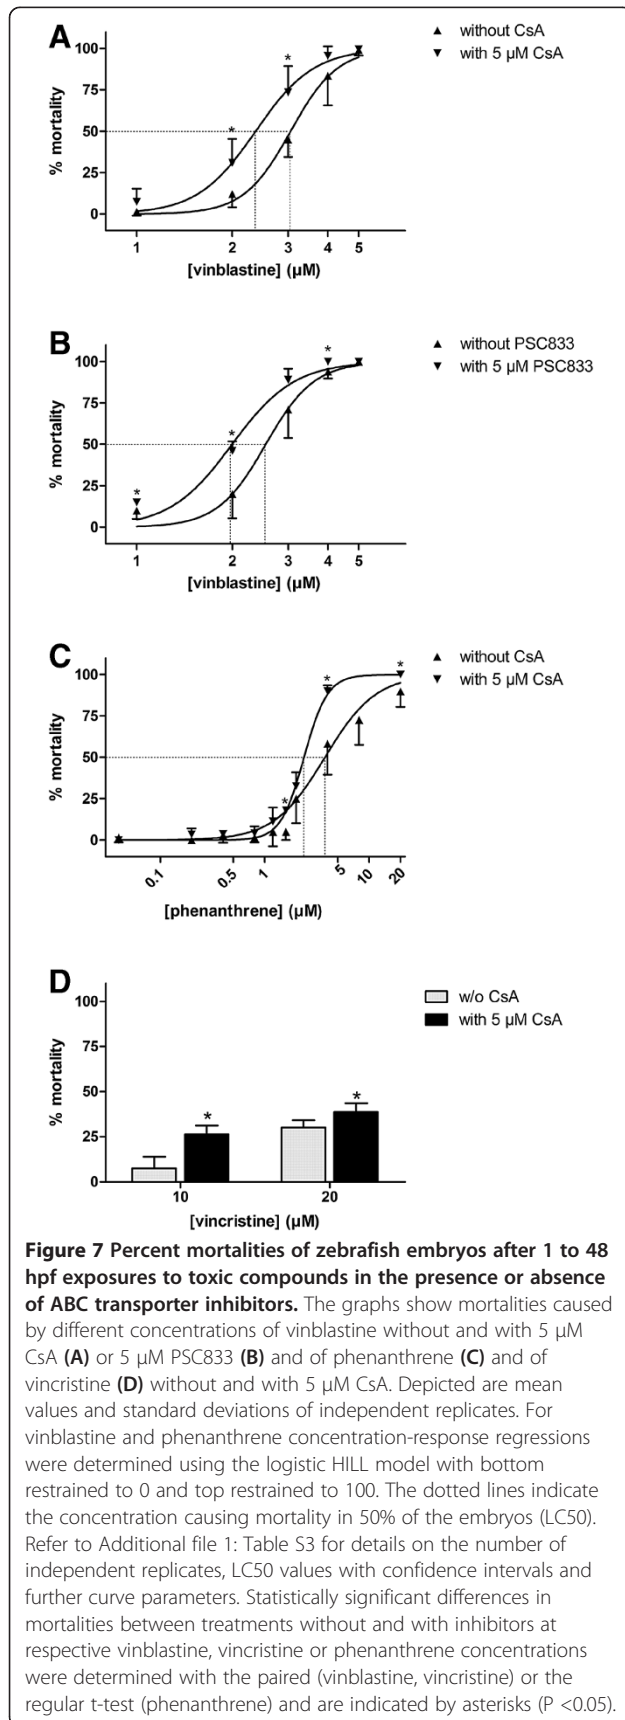 A
without CsA
with 5 µM CsA
% mortality
100
75
50
25
0
*
*
1
2
3
4
5
[vinblastine] (µM)
B
without PSC833
with 5 µM PSC833
% mortality
100
75
50
25
0
*
*
*
1
2
3
4
5
[vinblastine] (µM)
C
without CsA
with 5 µM CsA
% mortality
100
75
50
25
0
*
*
*
0.1
0.5
1
5
10
20
[phenanthrene] (µM)
D
w/o CsA
with 5 µM CsA
% mortality
100
75
50
25
0
*
*
10
20
[vincristine] (µM)
Figure 7 Percent mortalities of zebrafish embryos after 1 to 48
hpf exposures to toxic compounds in the presence or absence
of ABC transporter inhibitors. The graphs show mortalities caused
by different concentrations of vinblastine without and with 5 µM
CsA (A) or 5 µM PSC833 (B) and of phenanthrene (C) and of
vincristine (D) without and with 5 µM CsA. Depicted are mean
values and standard deviations of independent replicates. For
vinblastine and phenanthrene concentration-response regressions
were determined using the logistic HILL model with bottom
restrained to 0 and top restrained to 100. The dotted lines indicate
the concentration causing mortality in 50% of the embryos (LC50).
Refer to Additional file 1: Table S3 for details on the number of
independent replicates, LC50 values with confidence intervals and
further curve parameters. Statistically significant differences in
mortalities between treatments without and with inhibitors at
respective vinblastine, vincristine or phenanthrene concentrations
were determined with the paired (vinblastine, vincristine) or the
regular t-test (phenanthrene) and are indicated by asterisks (P <0.05).